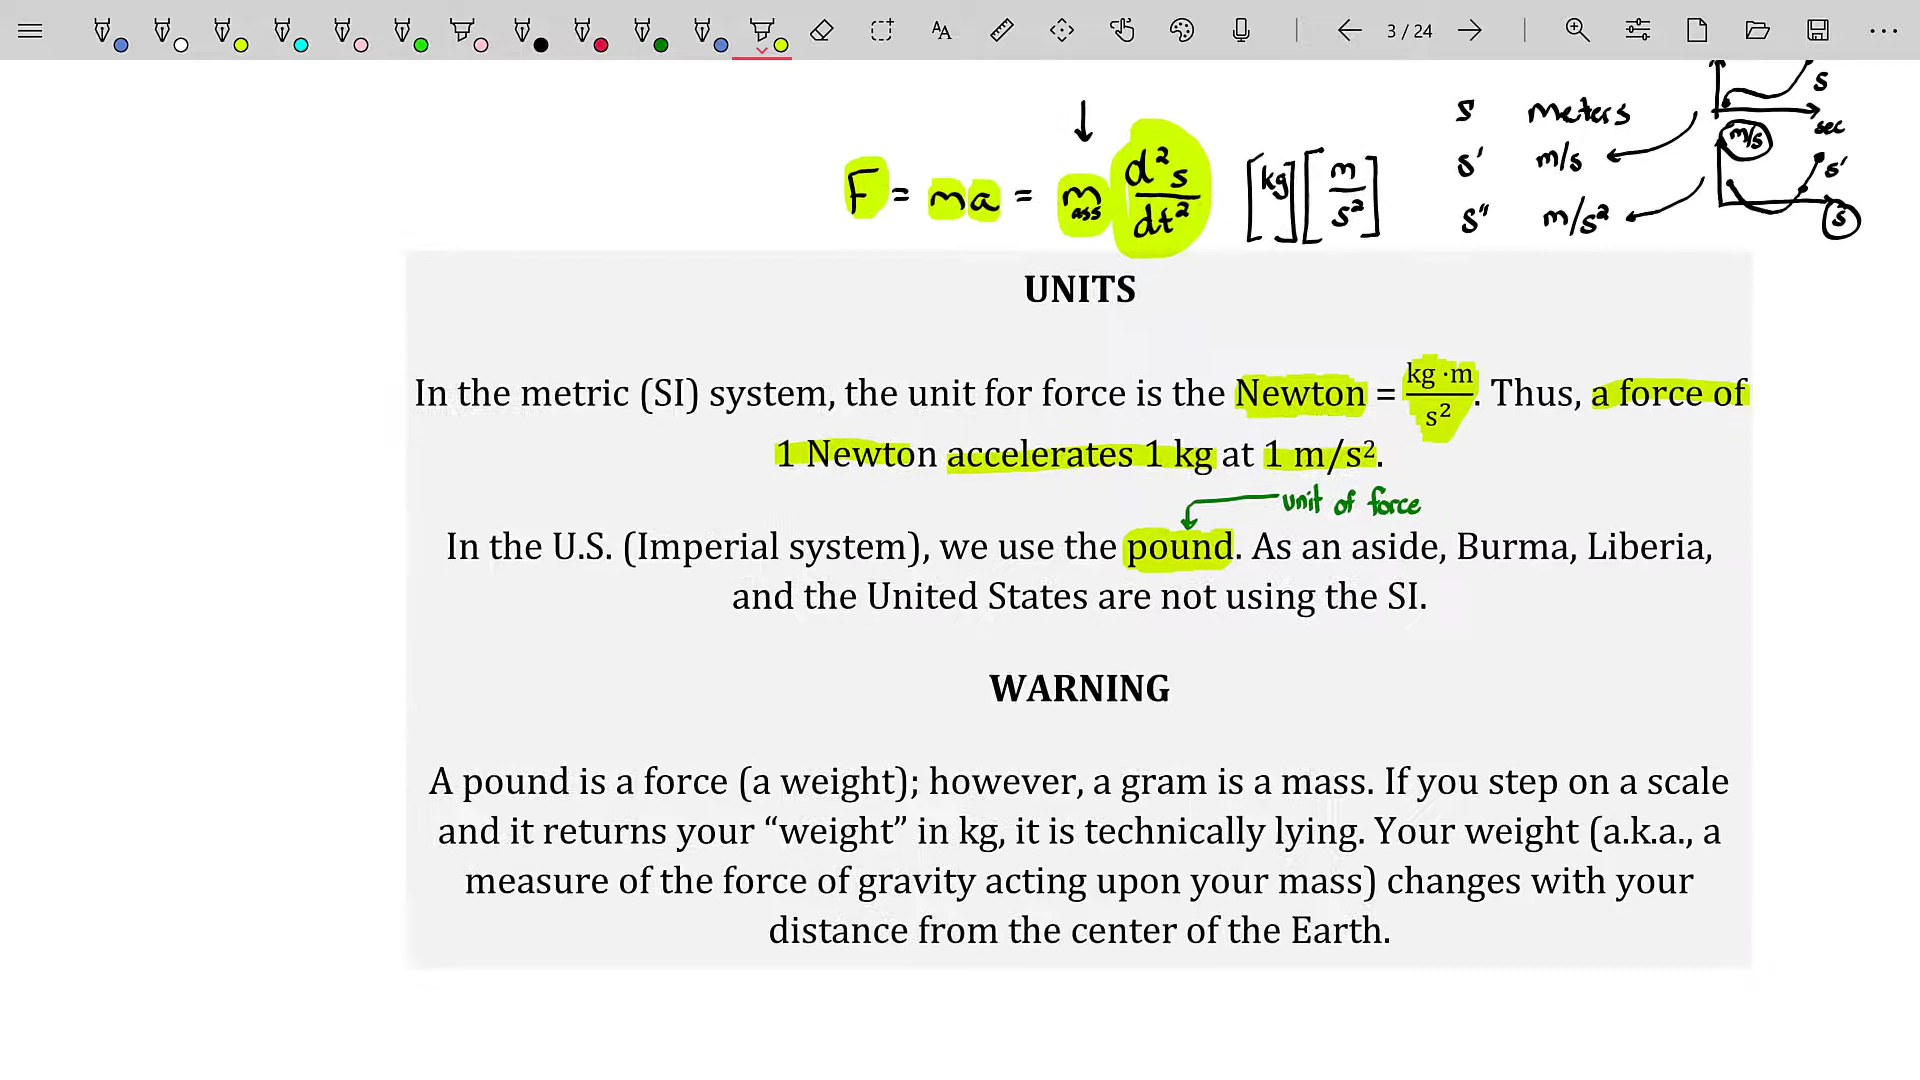 3 / 24
s meters
s' m/s
s" m/s²
s
sec
m/s
s'
s
F = ma = m d²s/dt² [kg][m/s²]
ass
UNITS
In the metric (SI) system, the unit for force is the Newton = kg ·m/s². Thus, a force of
1 Newton accelerates 1 kg at 1 m/s².
unit of force
In the U.S. (Imperial system), we use the pound. As an aside, Burma, Liberia,
and the United States are not using the SI.
WARNING
A pound is a force (a weight); however, a gram is a mass. If you step on a scale
and it returns your “weight” in kg, it is technically lying. Your weight (a.k.a., a
measure of the force of gravity acting upon your mass) changes with your
distance from the center of the Earth.